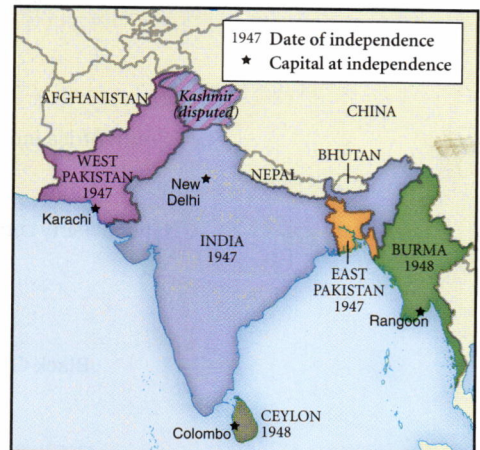 1947 Date of independence
★ Capital at independence
AFGHANISTAN
Kashmir
(disputed)
CHINA
WEST
PAKISTAN
1947
New
Delhi
NEPAL
BHUTAN
Karachi
INDIA
1947
BURMA
1948
EAST
PAKISTAN
1947
Rangoon
CEYLON
1948
Colombo